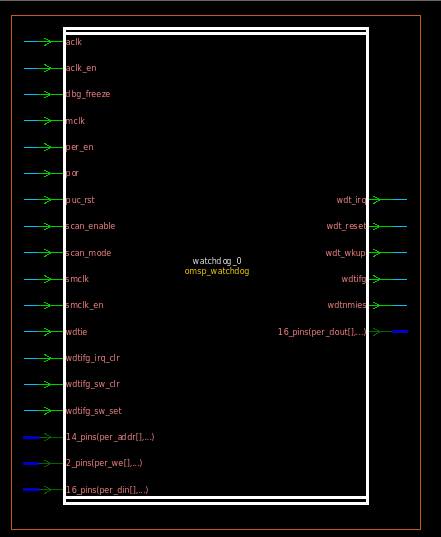 aclk
aclk_en
dbg_freeze
mclk
per_en
por
puc_rst
scan_enable
scan_mode
smclk
smclk_en
wdtie
wdtifg_irq_clr
wdtifg_sw_clr
wdtifg_sw_set
14_pins(per_addr[],...)
2_pins(per_we[],...)
16_pins(per_din[],...)
watchdog_0
omsp_watchdog
wdt_irq
wdt_reset
wdt_wkup
wdtifg
wdtnmies
16_pins(per_dout[],...)